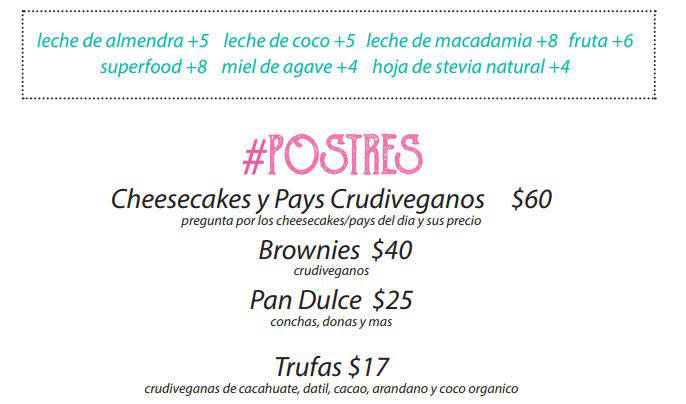 leche de almendra +5 leche de coco +5 leche de macadamia +8 fruta +6
superfood +8 miel de agave +4 hoja de stevia natural +4
#POSTRES
Cheesecakes y Pays Crudiveganos $60
pregunta por los cheesecakes/pays del dia y sus precio
Brownies $40
crudiveganos
Pan Dulce $25
conchas, donas y mas
Trufas $17
crudiveganas de cacahuate, datil, cacao, arandano y coco organico